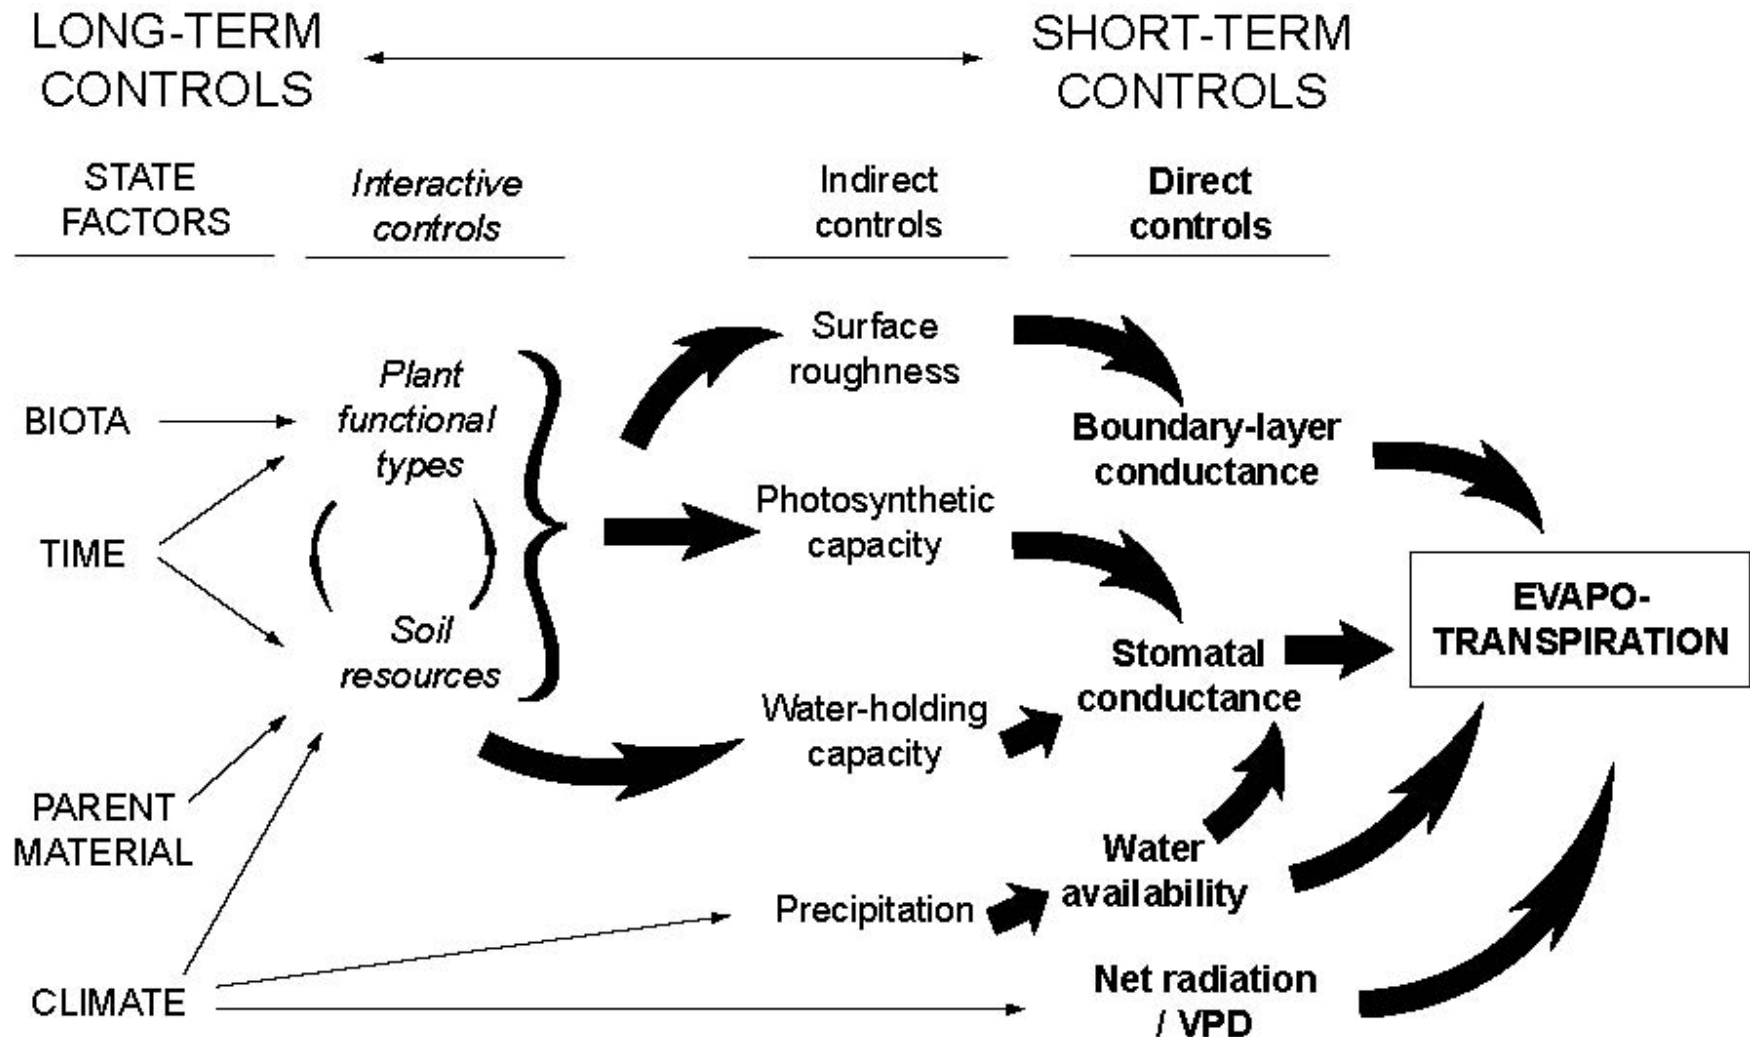 LONG-TERM
CONTROLS
SHORT-TERM
CONTROLS
STATE
FACTORS
Interactive
controls
Indirect
controls
Direct
controls
BIOTA
TIME
PARENT
MATERIAL
CLIMATE
Plant
functional
types
Soil
resources
Surface
roughness
Photosynthetic
capacity
Water-holding
capacity
Precipitation
Boundary-layer
conductance
Stomatal
conductance
Water
availability
Net radiation
/ VPD
EVAPO-
TRANSPIRATION